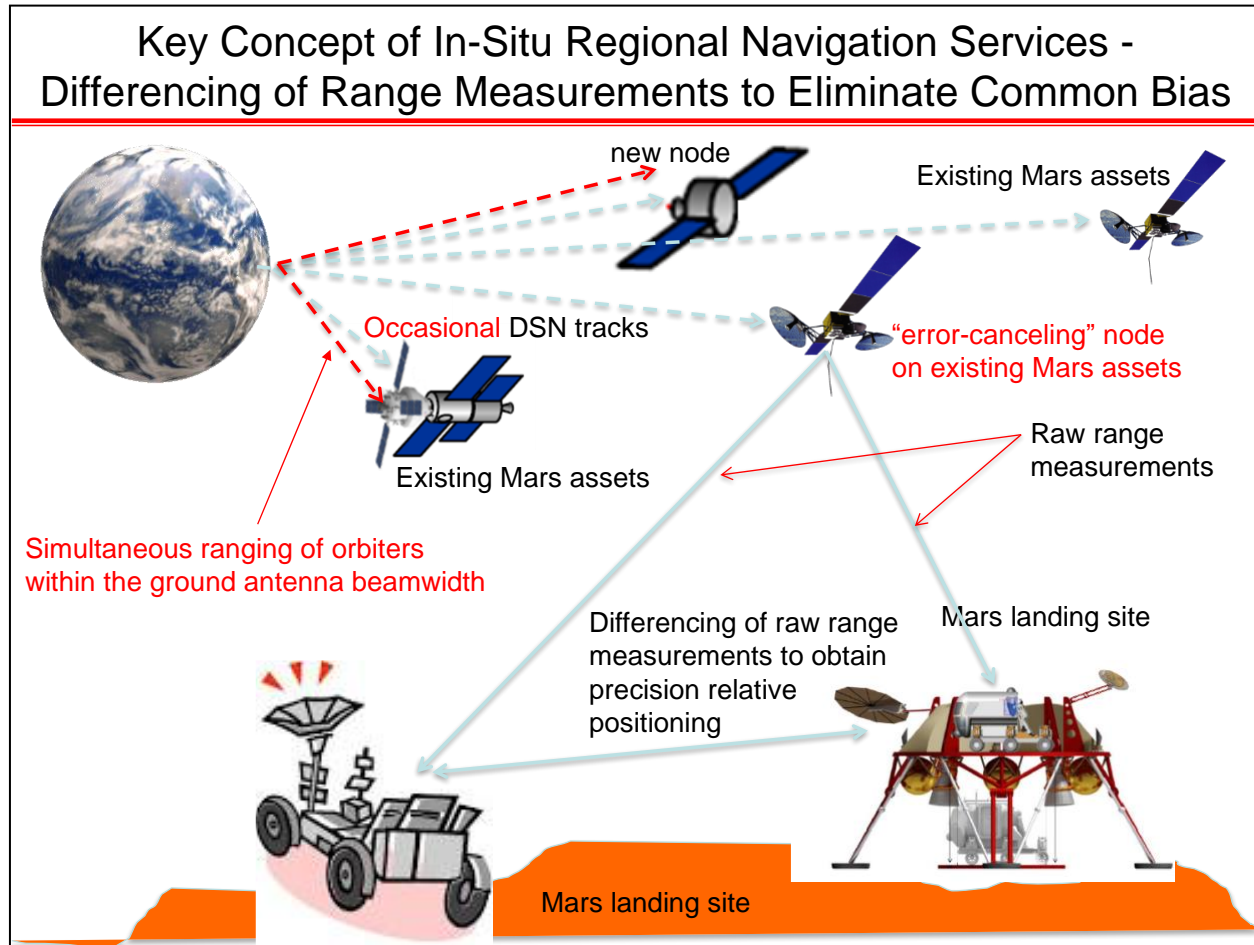 Key Concept of In-Situ Regional Navigation Services -
Differencing of Range Measurements to Eliminate Common Bias
new node
Existing Mars assets
Occasional DSN tracks
“error-canceling” node
on existing Mars assets
Existing Mars assets
Raw range
measurements
Simultaneous ranging of orbiters
within the ground antenna beamwidth
Differencing of raw range
measurements to obtain
precision relative
positioning
Mars landing site
Mars landing site